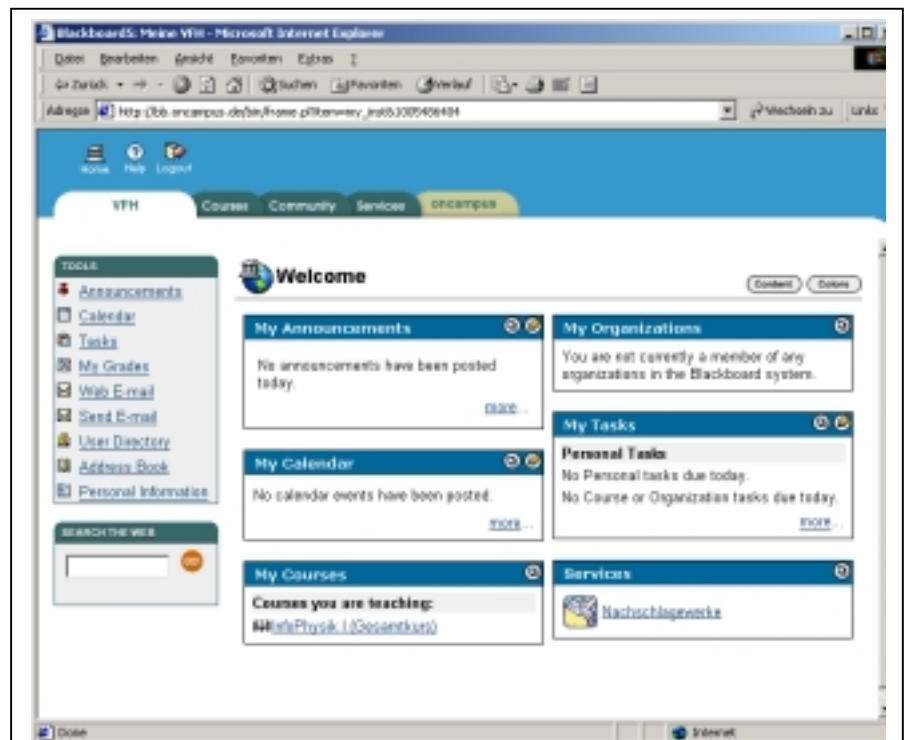 Blackboard5: Meine VFH - Microsoft Internet Explorer
Datei Bearbeiten Ansicht Favoriten Extras ?
Zurück Suchen Favoriten Verlauf
Adresse Wechseln zu Links
Home Help Logout
VFH Courses Community Services oncampus
TOOLS
Announcements
Calendar
Tasks
My Grades
Web E-mail
Send E-mail
User Directory
Address Book
Personal Information
SEARCH THE WEB
GO
Welcome
Content Colors
My Announcements
No announcements have been posted
today.
more...
My Calendar
No calendar events have been posted.
more...
My Courses
Courses you are teaching:
InfoPhysik I (Gesamtkurs)
My Organizations
You are not currently a member of any
organizations in the Blackboard system.
My Tasks
Personal Tasks
No Personal tasks due today.
No Course or Organization tasks due today.
more...
Services
Nachschlagewerke
Done Internet